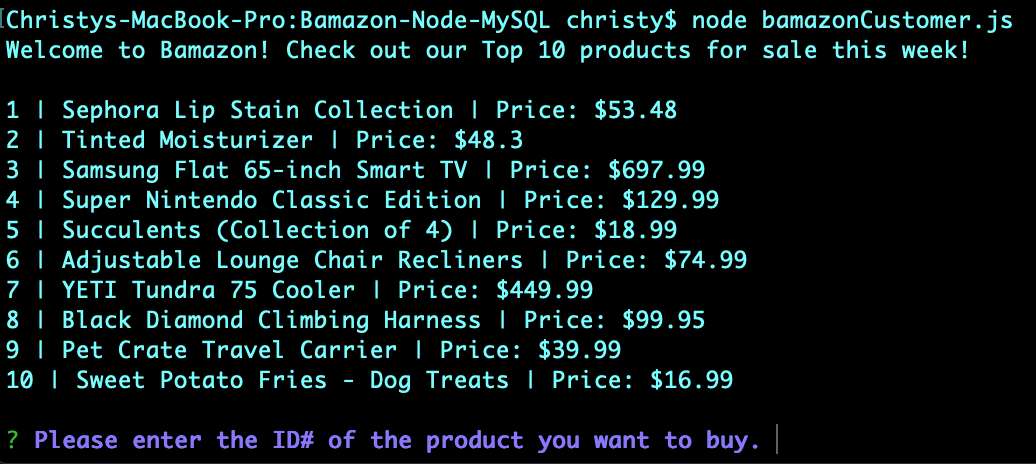 Christys-MacBook-Pro:Bamazon-Node-MySQL christy$ node bamazonCustomer.js
Welcome to Bamazon! Check out our Top 10 products for sale this week!
1 | Sephora Lip Stain Collection | Price: $53.48
2 | Tinted Moisturizer | Price: $48.3
3 | Samsung Flat 65-inch Smart TV | Price: $697.99
4 | Super Nintendo Classic Edition | Price: $129.99
5 | Succulents (Collection of 4) | Price: $18.99
6 | Adjustable Lounge Chair Recliners | Price: $74.99
7 | YETI Tundra 75 Cooler | Price: $449.99
8 | Black Diamond Climbing Harness | Price: $99.95
9 | Pet Crate Travel Carrier | Price: $39.99
10 | Sweet Potato Fries - Dog Treats | Price: $16.99
? Please enter the ID# of the product you want to buy.